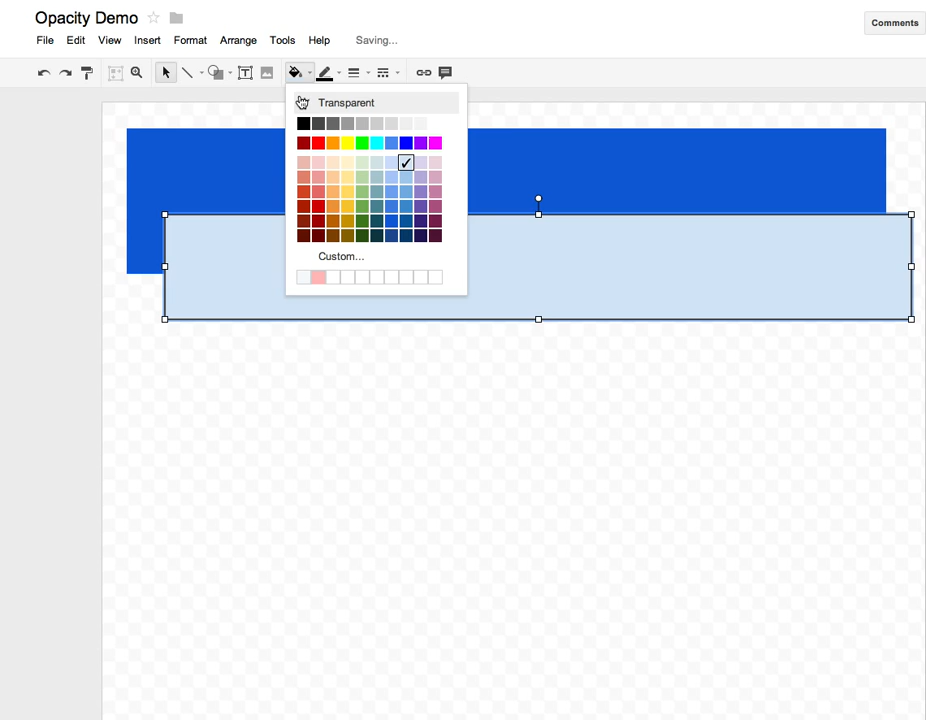 Opacity Demo
Comments
File Edit View Insert Format Arrange Tools Help Saving...
Transparent
Custom...